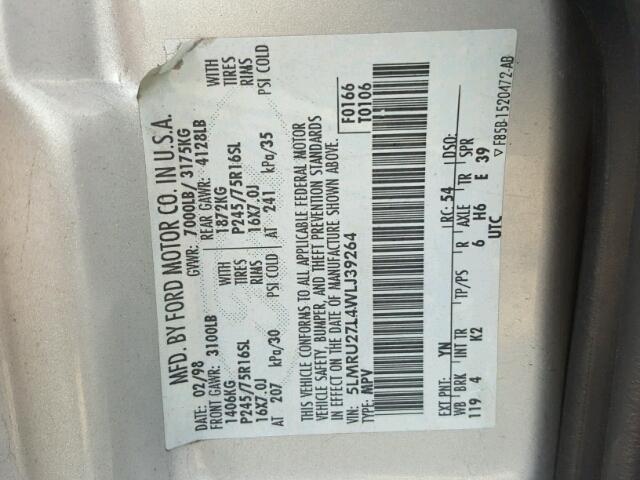 MFD. BY FORD MOTOR CO. IN U.S.A.
DATE: 02/98 GVWR: 7000LB/ 3175KG
FRONT GAWR: 3100LB REAR GAWR: 4128LB
1406KG 1872KG WITH
P245/75R16SL P245/75R16SL TIRES
16X7.0J 16X7.0J RIMS
AT 207 kPa/30 PSI COLD AT 241 kPa/35 PSI COLD
THIS VEHICLE CONFORMS TO ALL APPLICABLE FEDERAL MOTOR
VEHICLE SAFETY, BUMPER, AND THEFT PREVENTION STANDARDS
IN EFFECT ON THE DATE OF MANUFACTURE SHOWN ABOVE.
VIN: 5LMRU27L4WLJ39264 F0166
TYPE: MPV T0106
EXT PNT: YN RC: 54 DSO:
WB BRK INT TR TP/PS R AXLE TR SPR
119 4 K2 6 H6 E 39
UTC
▽ F85B-1520472-AB
WITH
TIRES
RIMS